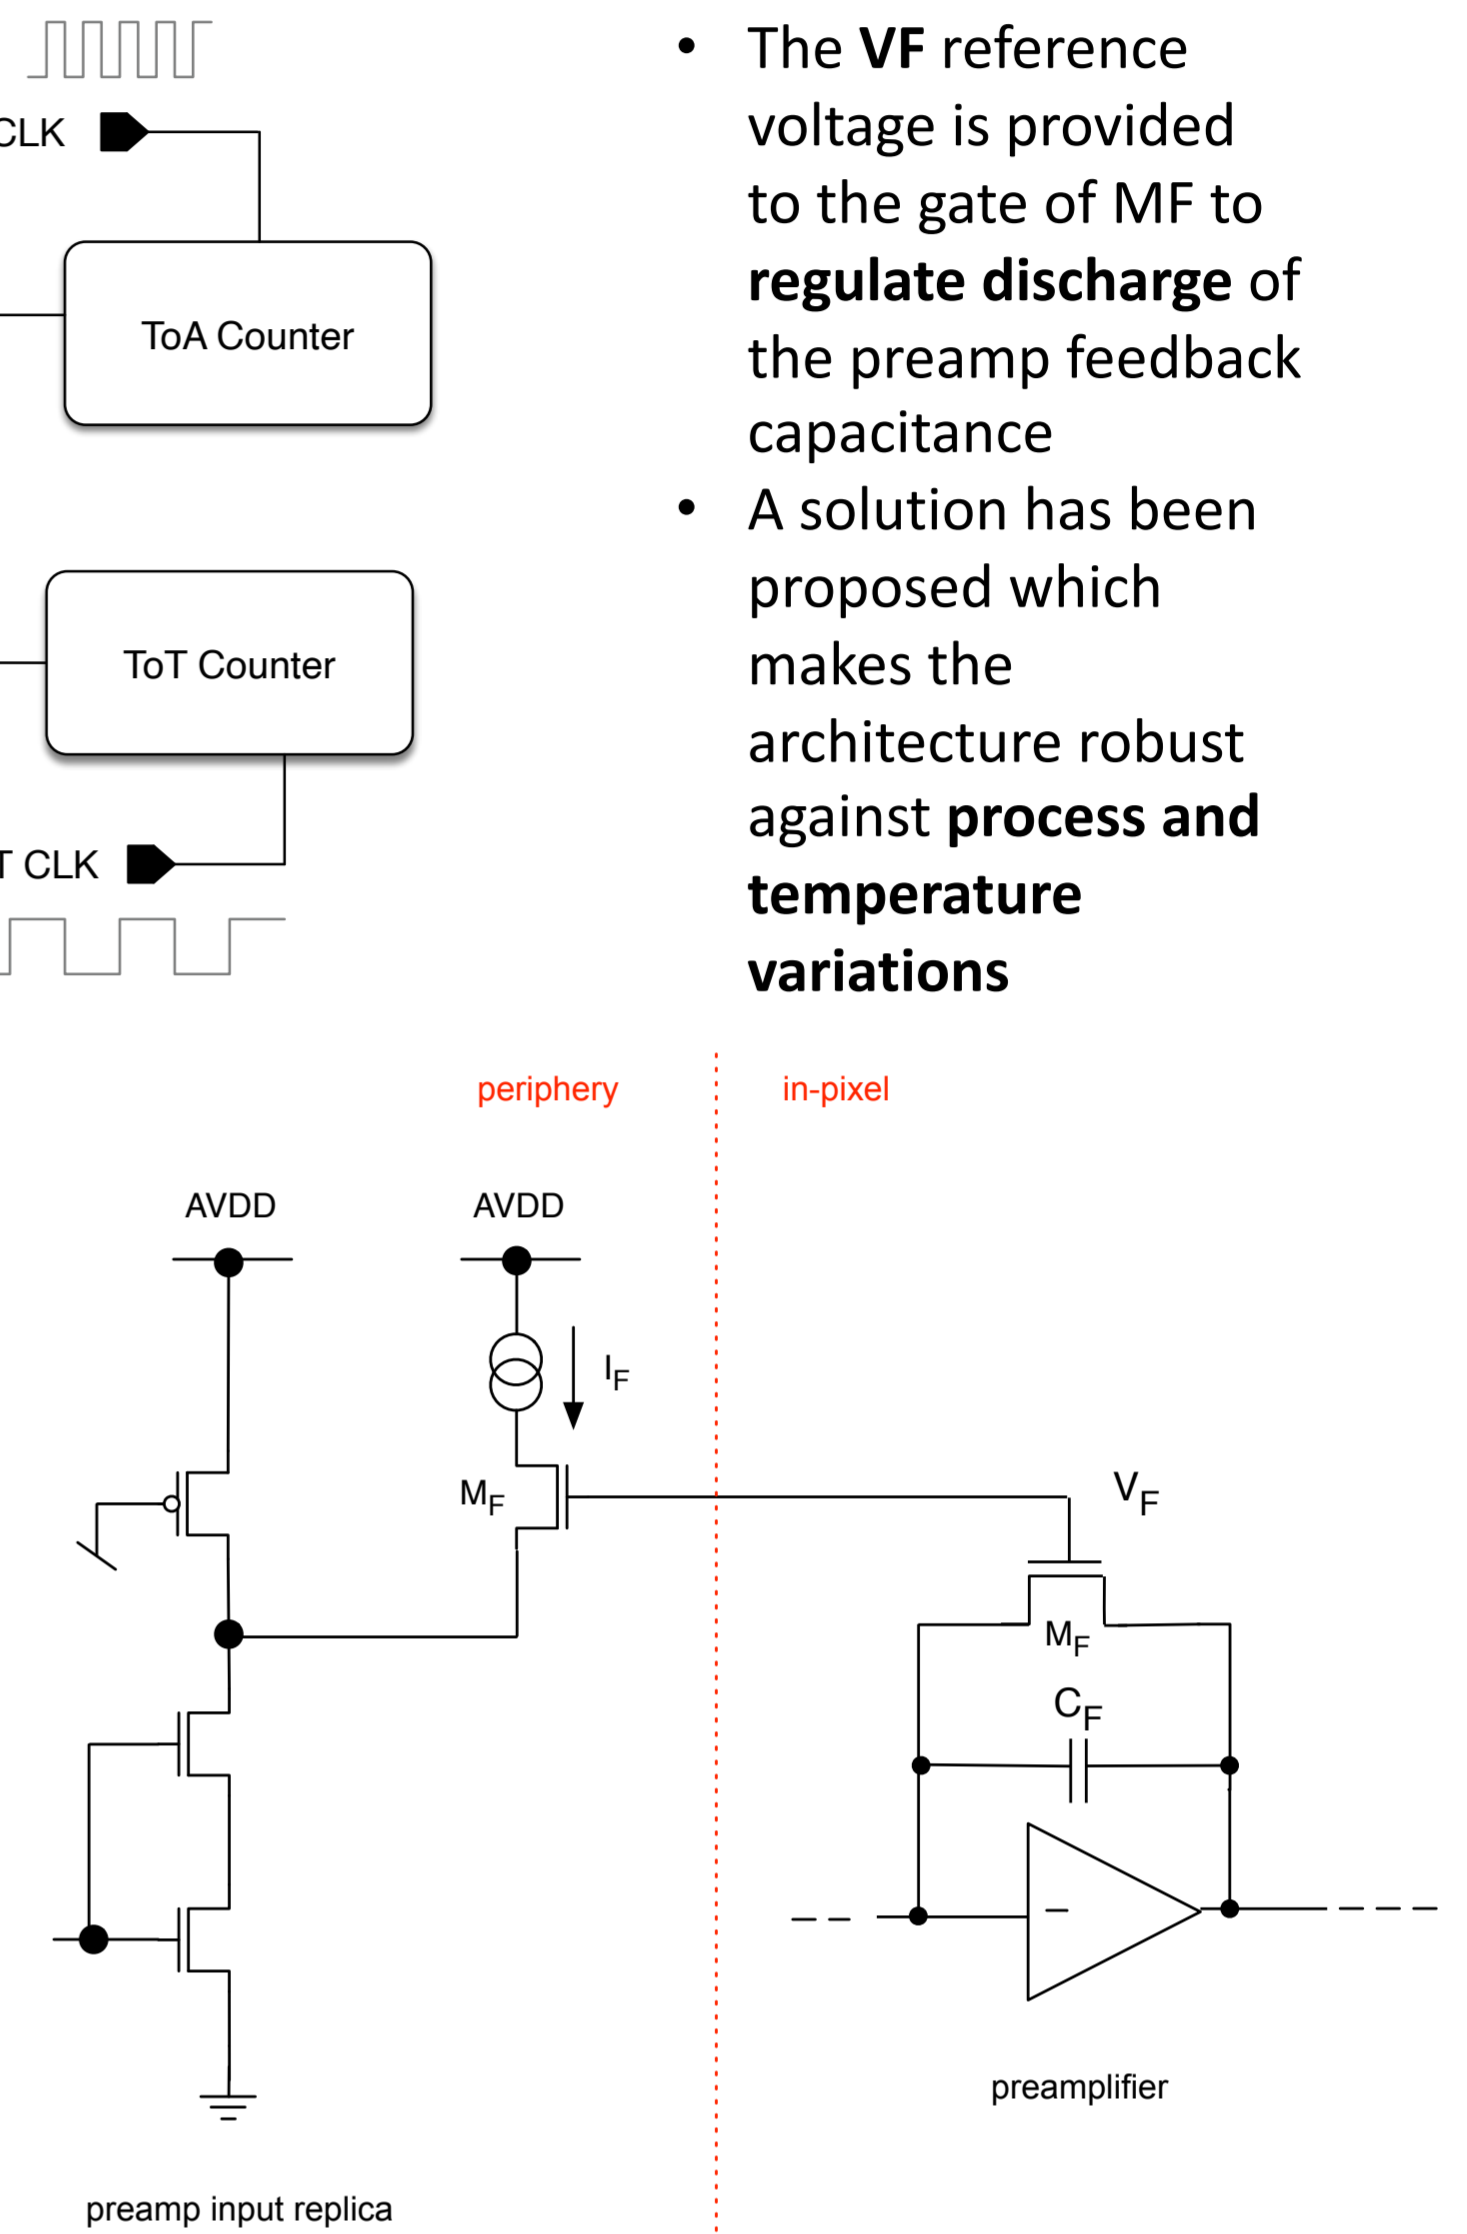 CLK
ToA Counter
ToT Counter
T CLK
• The VF reference
voltage is provided
to the gate of MF to
regulate discharge of
the preamp feedback
capacitance
• A solution has been
proposed which
makes the
architecture robust
against process and
temperature
variations
periphery
in-pixel
AVDD
AVDD
IF
MF
VF
MF
CF
–
preamplifier
preamp input replica